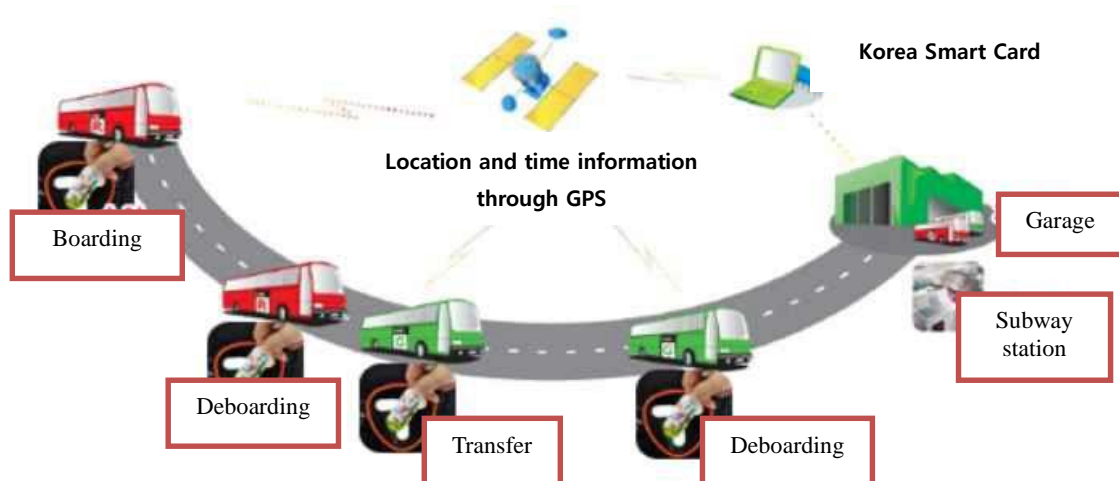 Korea Smart Card
Location and time information
through GPS
Boarding
Garage
Subway
station
Deboarding
Transfer
Deboarding